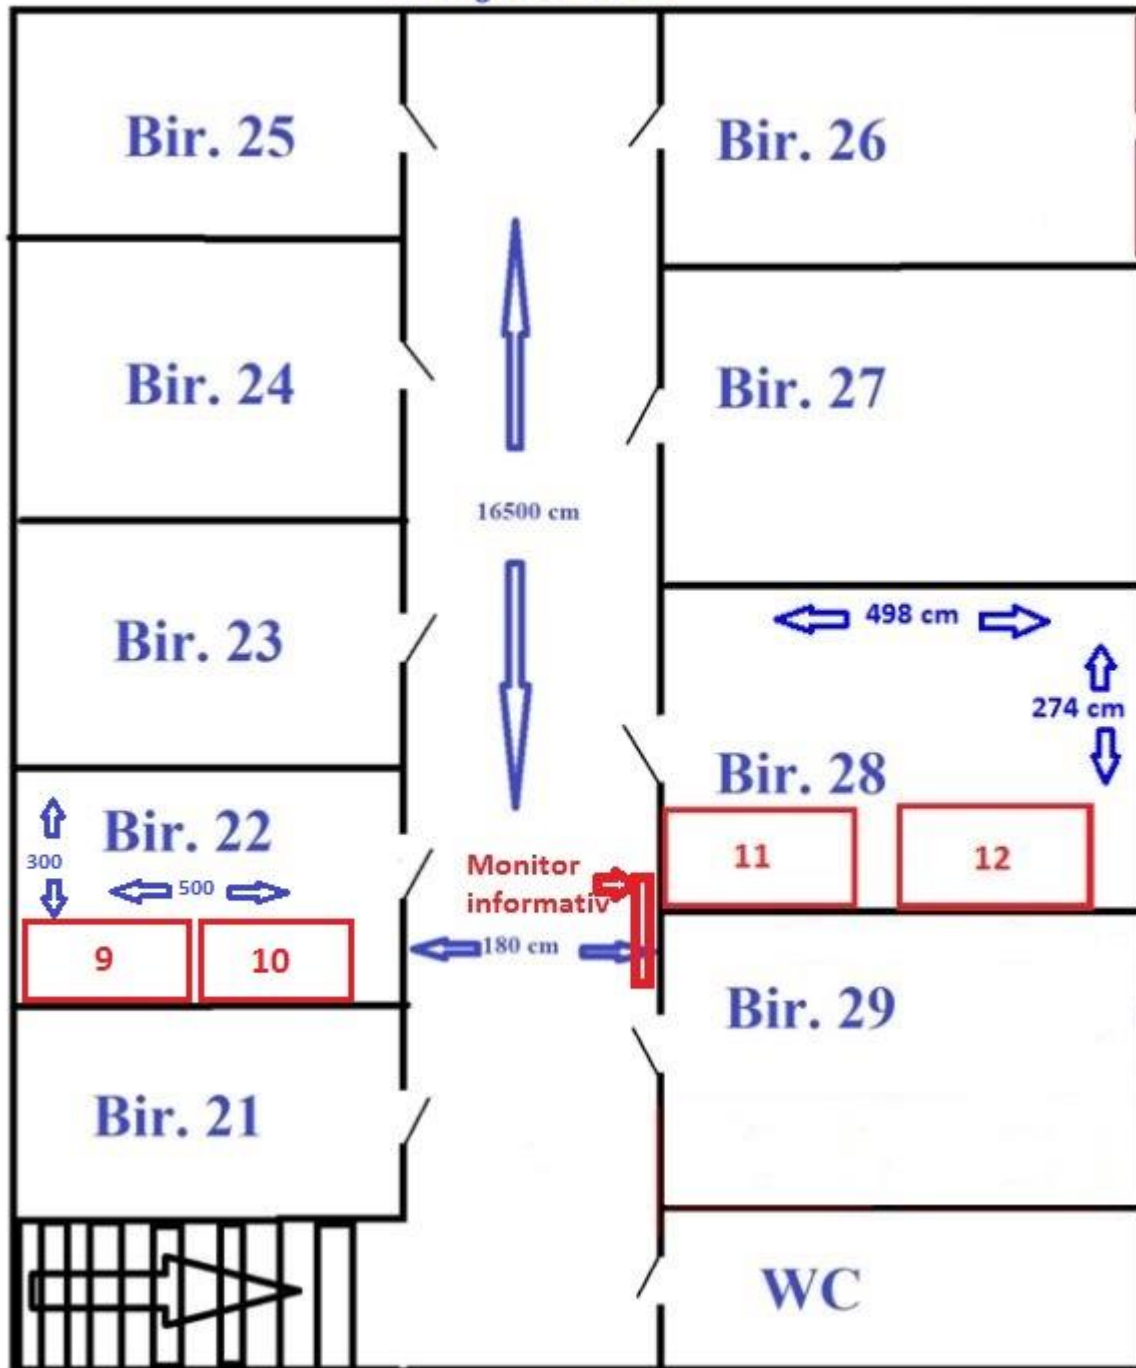 Bir. 25
Bir. 26
Bir. 24
Bir. 27
16500 cm
498 cm
Bir. 23
274 cm
Bir. 28
Bir. 22
300
500
11
12
Monitor
informativ
9
10
180 cm
Bir. 29
Bir. 21
WC